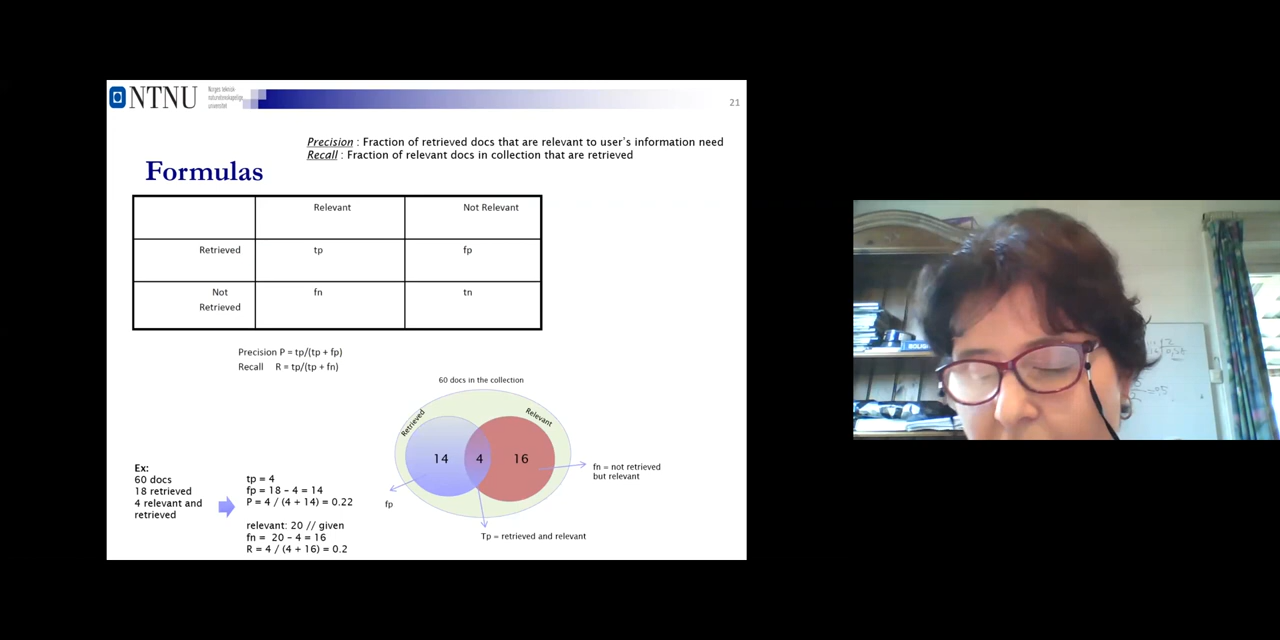 NTNU
Norges teknisk
naturvitenskapelige
universitet
21
Precision : Fraction of retrieved docs that are relevant to user's information need
Recall : Fraction of relevant docs in collection that are retrieved
Formulas
Relevant Not Relevant
Retrieved tp fp
Not fn tn
Retrieved
Precision P = tp/(tp + fp)
Recall R = tp/(tp + fn)
60 docs in the collection
Retrieved
Relevant
14 4 16
fn = not retrieved
but relevant
fp
Tp = retrieved and relevant
Ex:
60 docs
18 retrieved
4 relevant and
retrieved
tp = 4
fp = 18 – 4 = 14
P = 4 / (4 + 14) = 0.22
relevant: 20 // given
fn = 20 – 4 = 16
R = 4 / (4 + 16) = 0.2